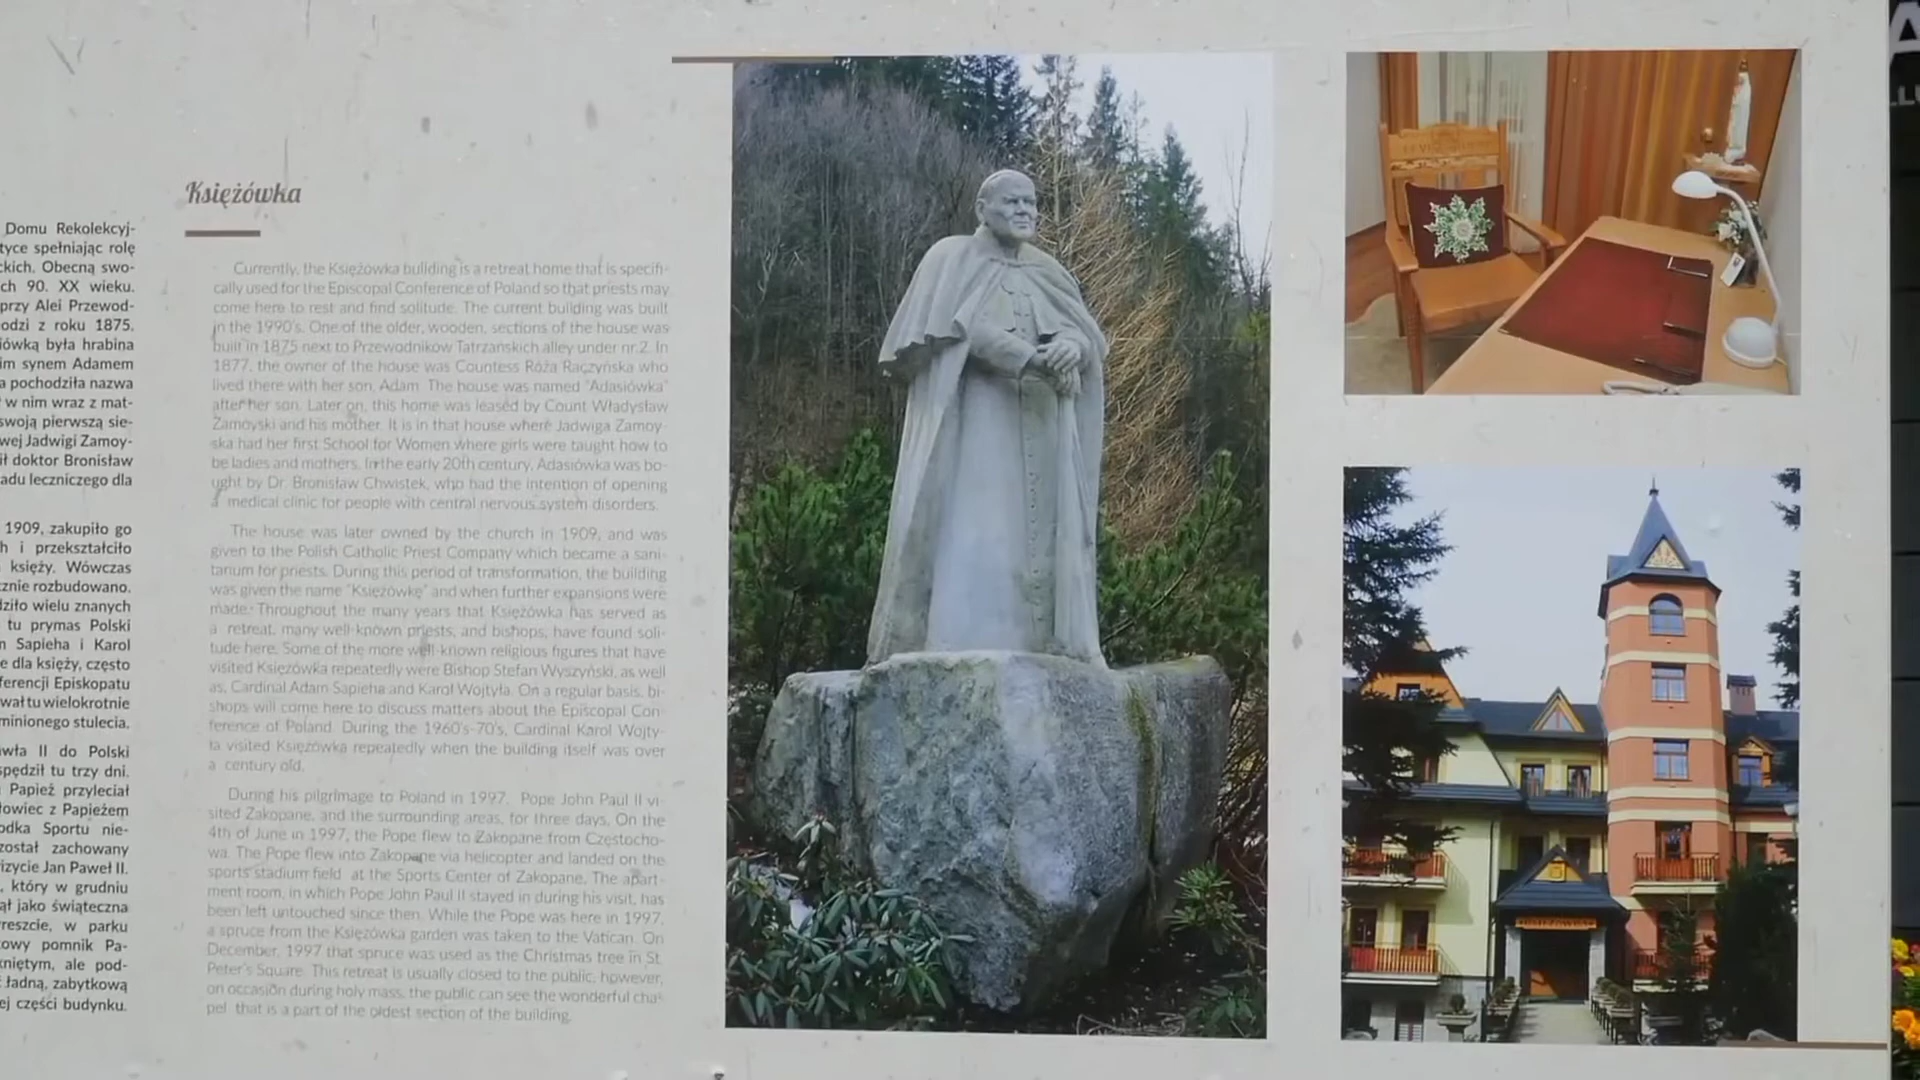 Domu Rekolekcyj-
tyce spełniając rolę
ckich. Obecną swo-
ch 90. XX wieku.
przy Alei Przewod-
odzi z roku 1875.
iówką była hrabina
im synem Adamem
a pochodziła nazwa
w nim wraz z mat-
swoją pierwszą sie-
wej Jadwigi Zamoy-
ił doktor Bronisław
adu leczniczego dla
1909, zakupiło go
h i przekształciło
księży. Wówczas
cznie rozbudowano.
dziło wielu znanych
tu prymas Polski
n Sapieha i Karol
e dla księży, często
ferencji Episkopatu
wał tu wielokrotnie
minionego stulecia.
wła II do Polski
spędził tu trzy dni.
Papież przyleciał
łowiec z Papieżem
odka Sportu nie-
został zachowany
izycie Jan Paweł II.
, który w grudniu
ął jako świąteczna
reszcie, w parku
owy pomnik Pa-
kniętym, ale pod-
ć ładną, zabytkową
ej części budynku.
Księżówka
Currently, the Księżówka building is a retreat home that is specifi-
cally used for the Episcopal Conference of Poland so that priests may
come here to rest and find solitude. The current building was built
in the 1990's. One of the older, wooden, sections of the house was
built in 1875 next to Przewodników Tatrzańskich alley under nr.2. In
1877, the owner of the house was Countess Róża Raczyńska who
lived there with her son, Adam. The house was named "Adasiówka"
after her son. Later on, this home was leased by Count Władysław
Zamoyski and his mother. It is in that house where Jadwiga Zamoy-
ska had her first School for Women where girls were taught how to
be ladies and mothers. In the early 20th century, Adasiówka was bo-
ught by Dr. Bronisław Chwistek, who had the intention of opening
a medical clinic for people with central nervous system disorders.
The house was later owned by the church in 1909, and was
given to the Polish Catholic Priest Company which became a sani-
tarium for priests. During this period of transformation, the building
was given the name "Księżówkę" and when further expansions were
made. Throughout the many years that Księżówka has served as
a retreat, many well-known priests, and bishops, have found soli-
tude here. Some of the more well-known religious figures that have
visited Księżówka repeatedly were Bishop Stefan Wyszyński, as well
as, Cardinal Adam Sapieha and Karol Wojtyła. On a regular basis, bi-
shops will come here to discuss matters about the Episcopal Con-
ference of Poland. During the 1960's-70's, Cardinal Karol Wojty-
ła visited Księżówka repeatedly when the building itself was over
a century old.
During his pilgrimage to Poland in 1997, Pope John Paul II vi-
sited Zakopane, and the surrounding areas, for three days. On the
4th of June in 1997, the Pope flew to Zakopane from Częstocho-
wa. The Pope flew into Zakopane via helicopter and landed on the
sports stadium field at the Sports Center of Zakopane. The apart-
ment room, in which Pope John Paul II stayed in during his visit, has
been left untouched since then. While the Pope was here in 1997,
a spruce from the Księżówka garden was taken to the Vatican. On
December, 1997 that spruce was used as the Christmas tree in St.
Peter's Square. This retreat is usually closed to the public, however,
on occasion during holy mass, the public can see the wonderful cha-
pel that is a part of the oldest section of the building.
KSIĘŻÓWKA